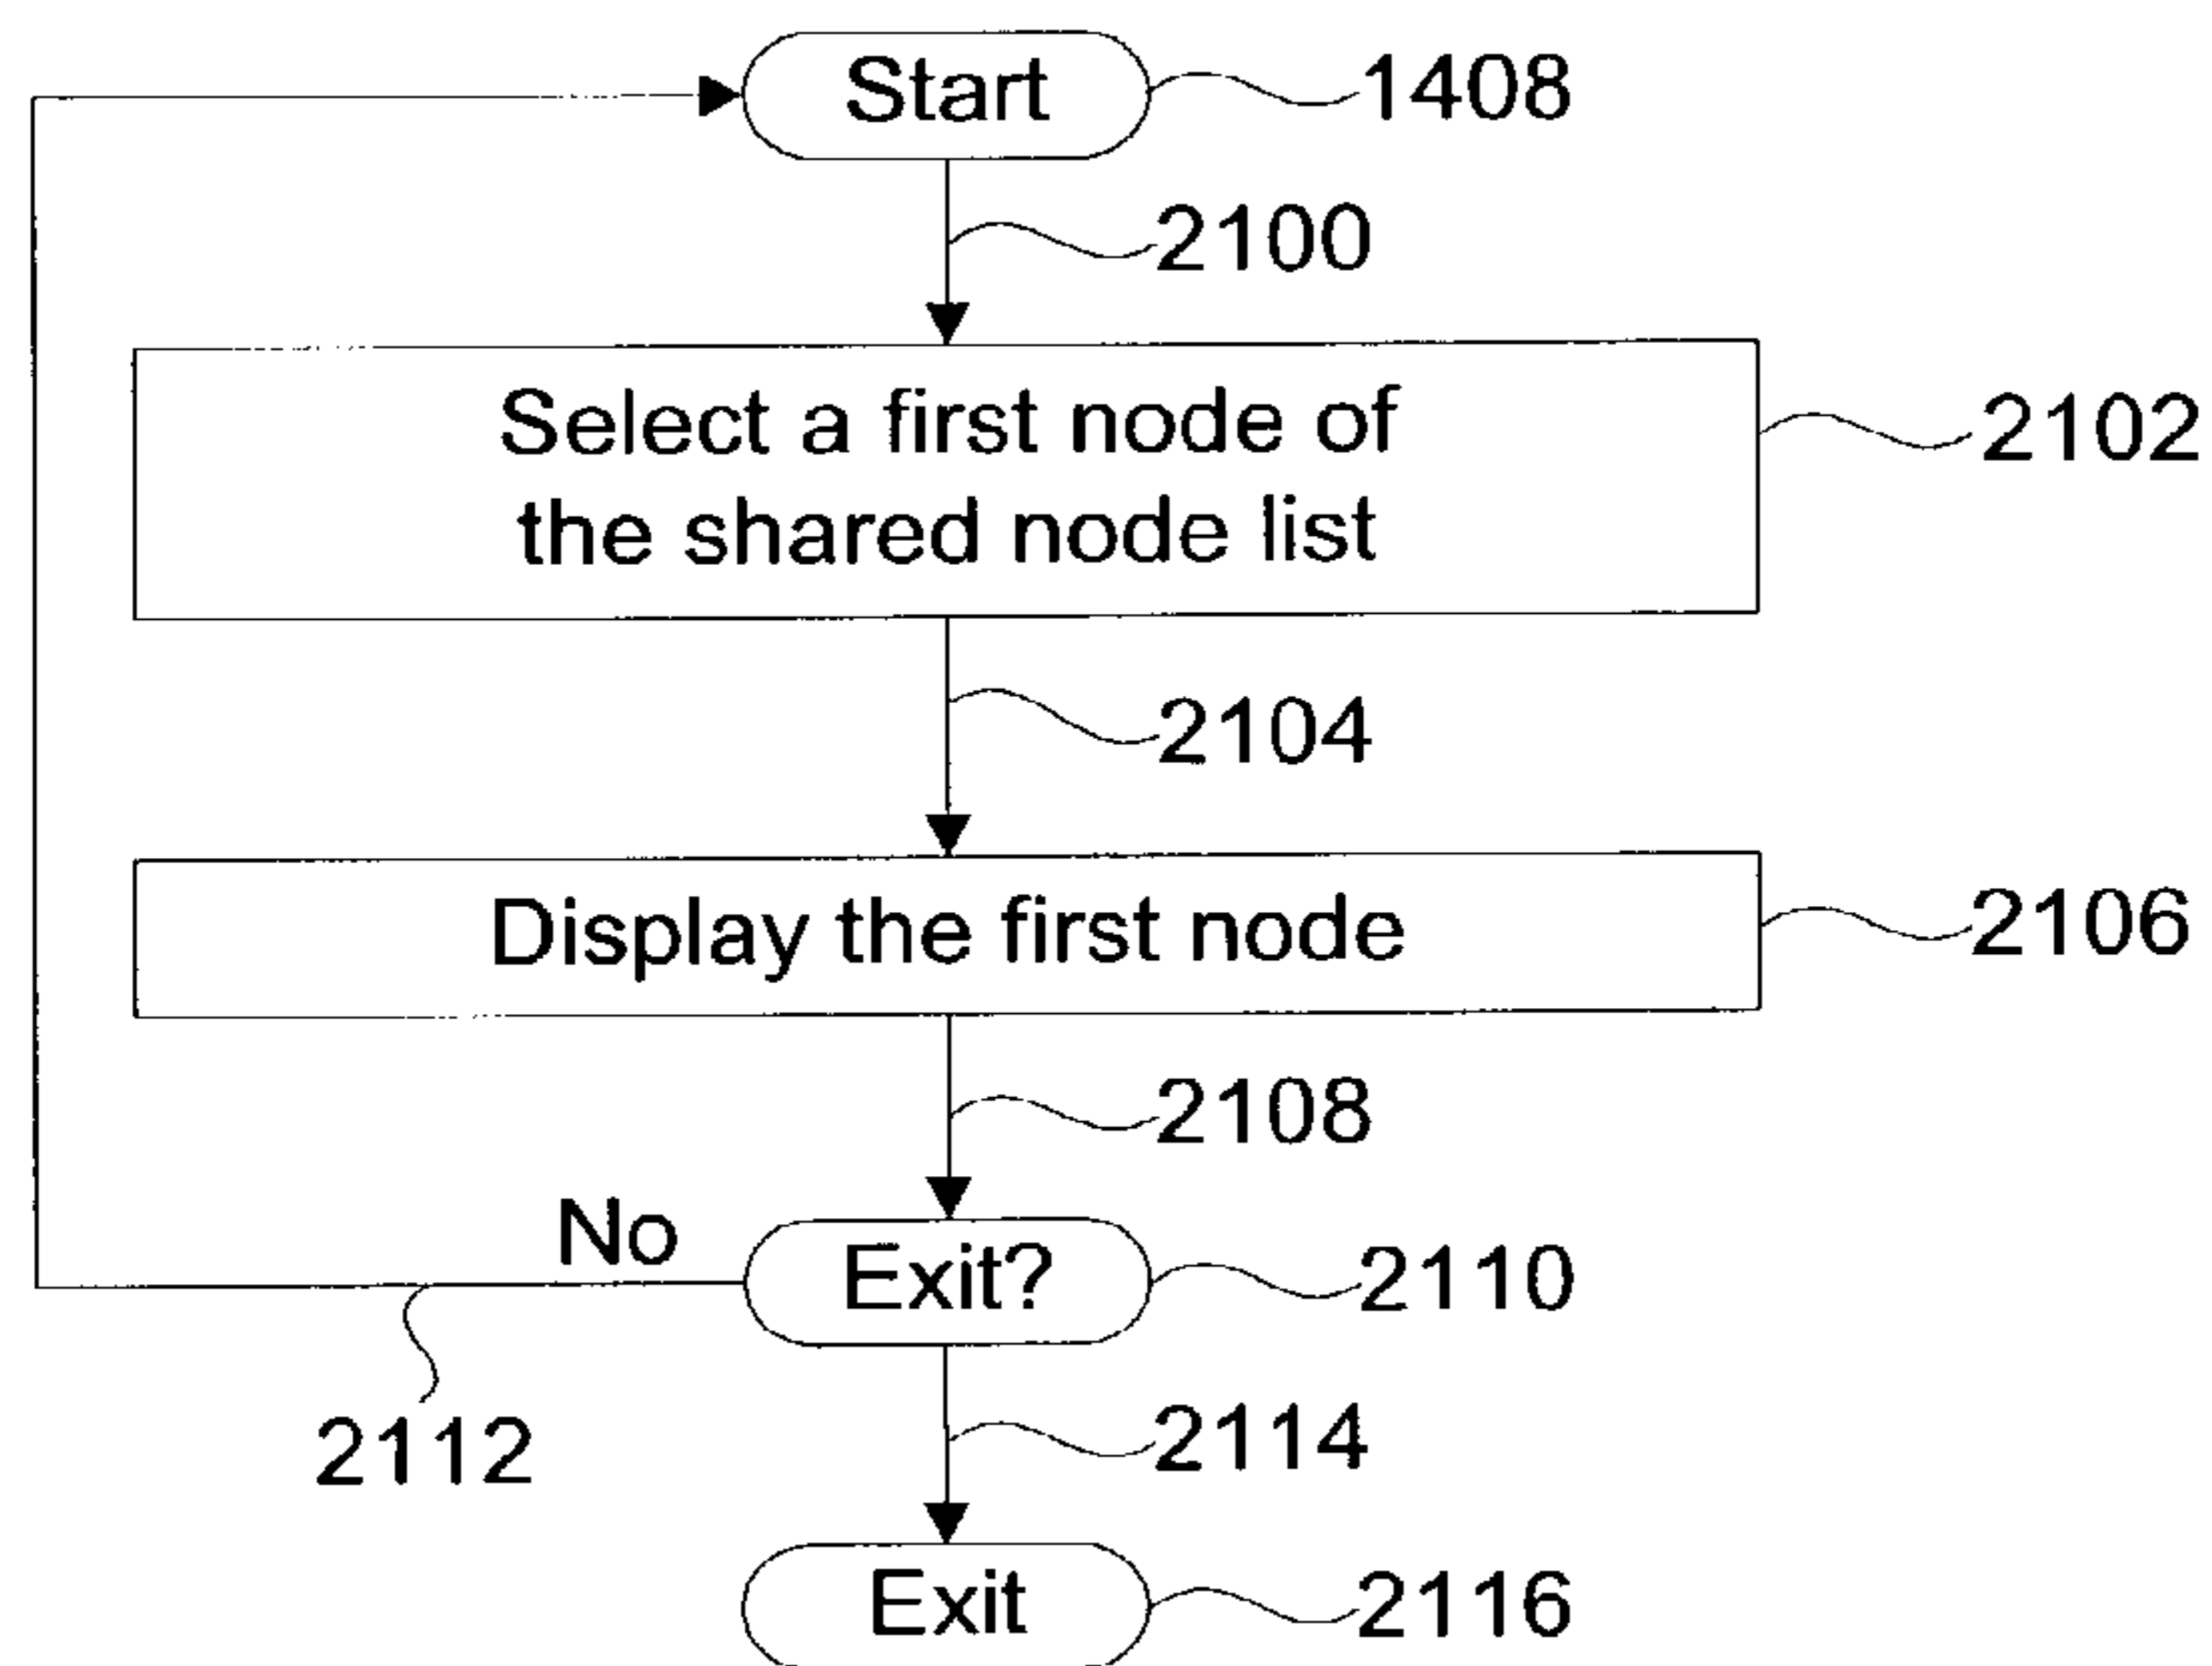 Start
1408
2100
Select a first node of
the shared node list
2102
2104
Display the first node
2106
2108
No
Exit?
2110
2112
2114
Exit
2116